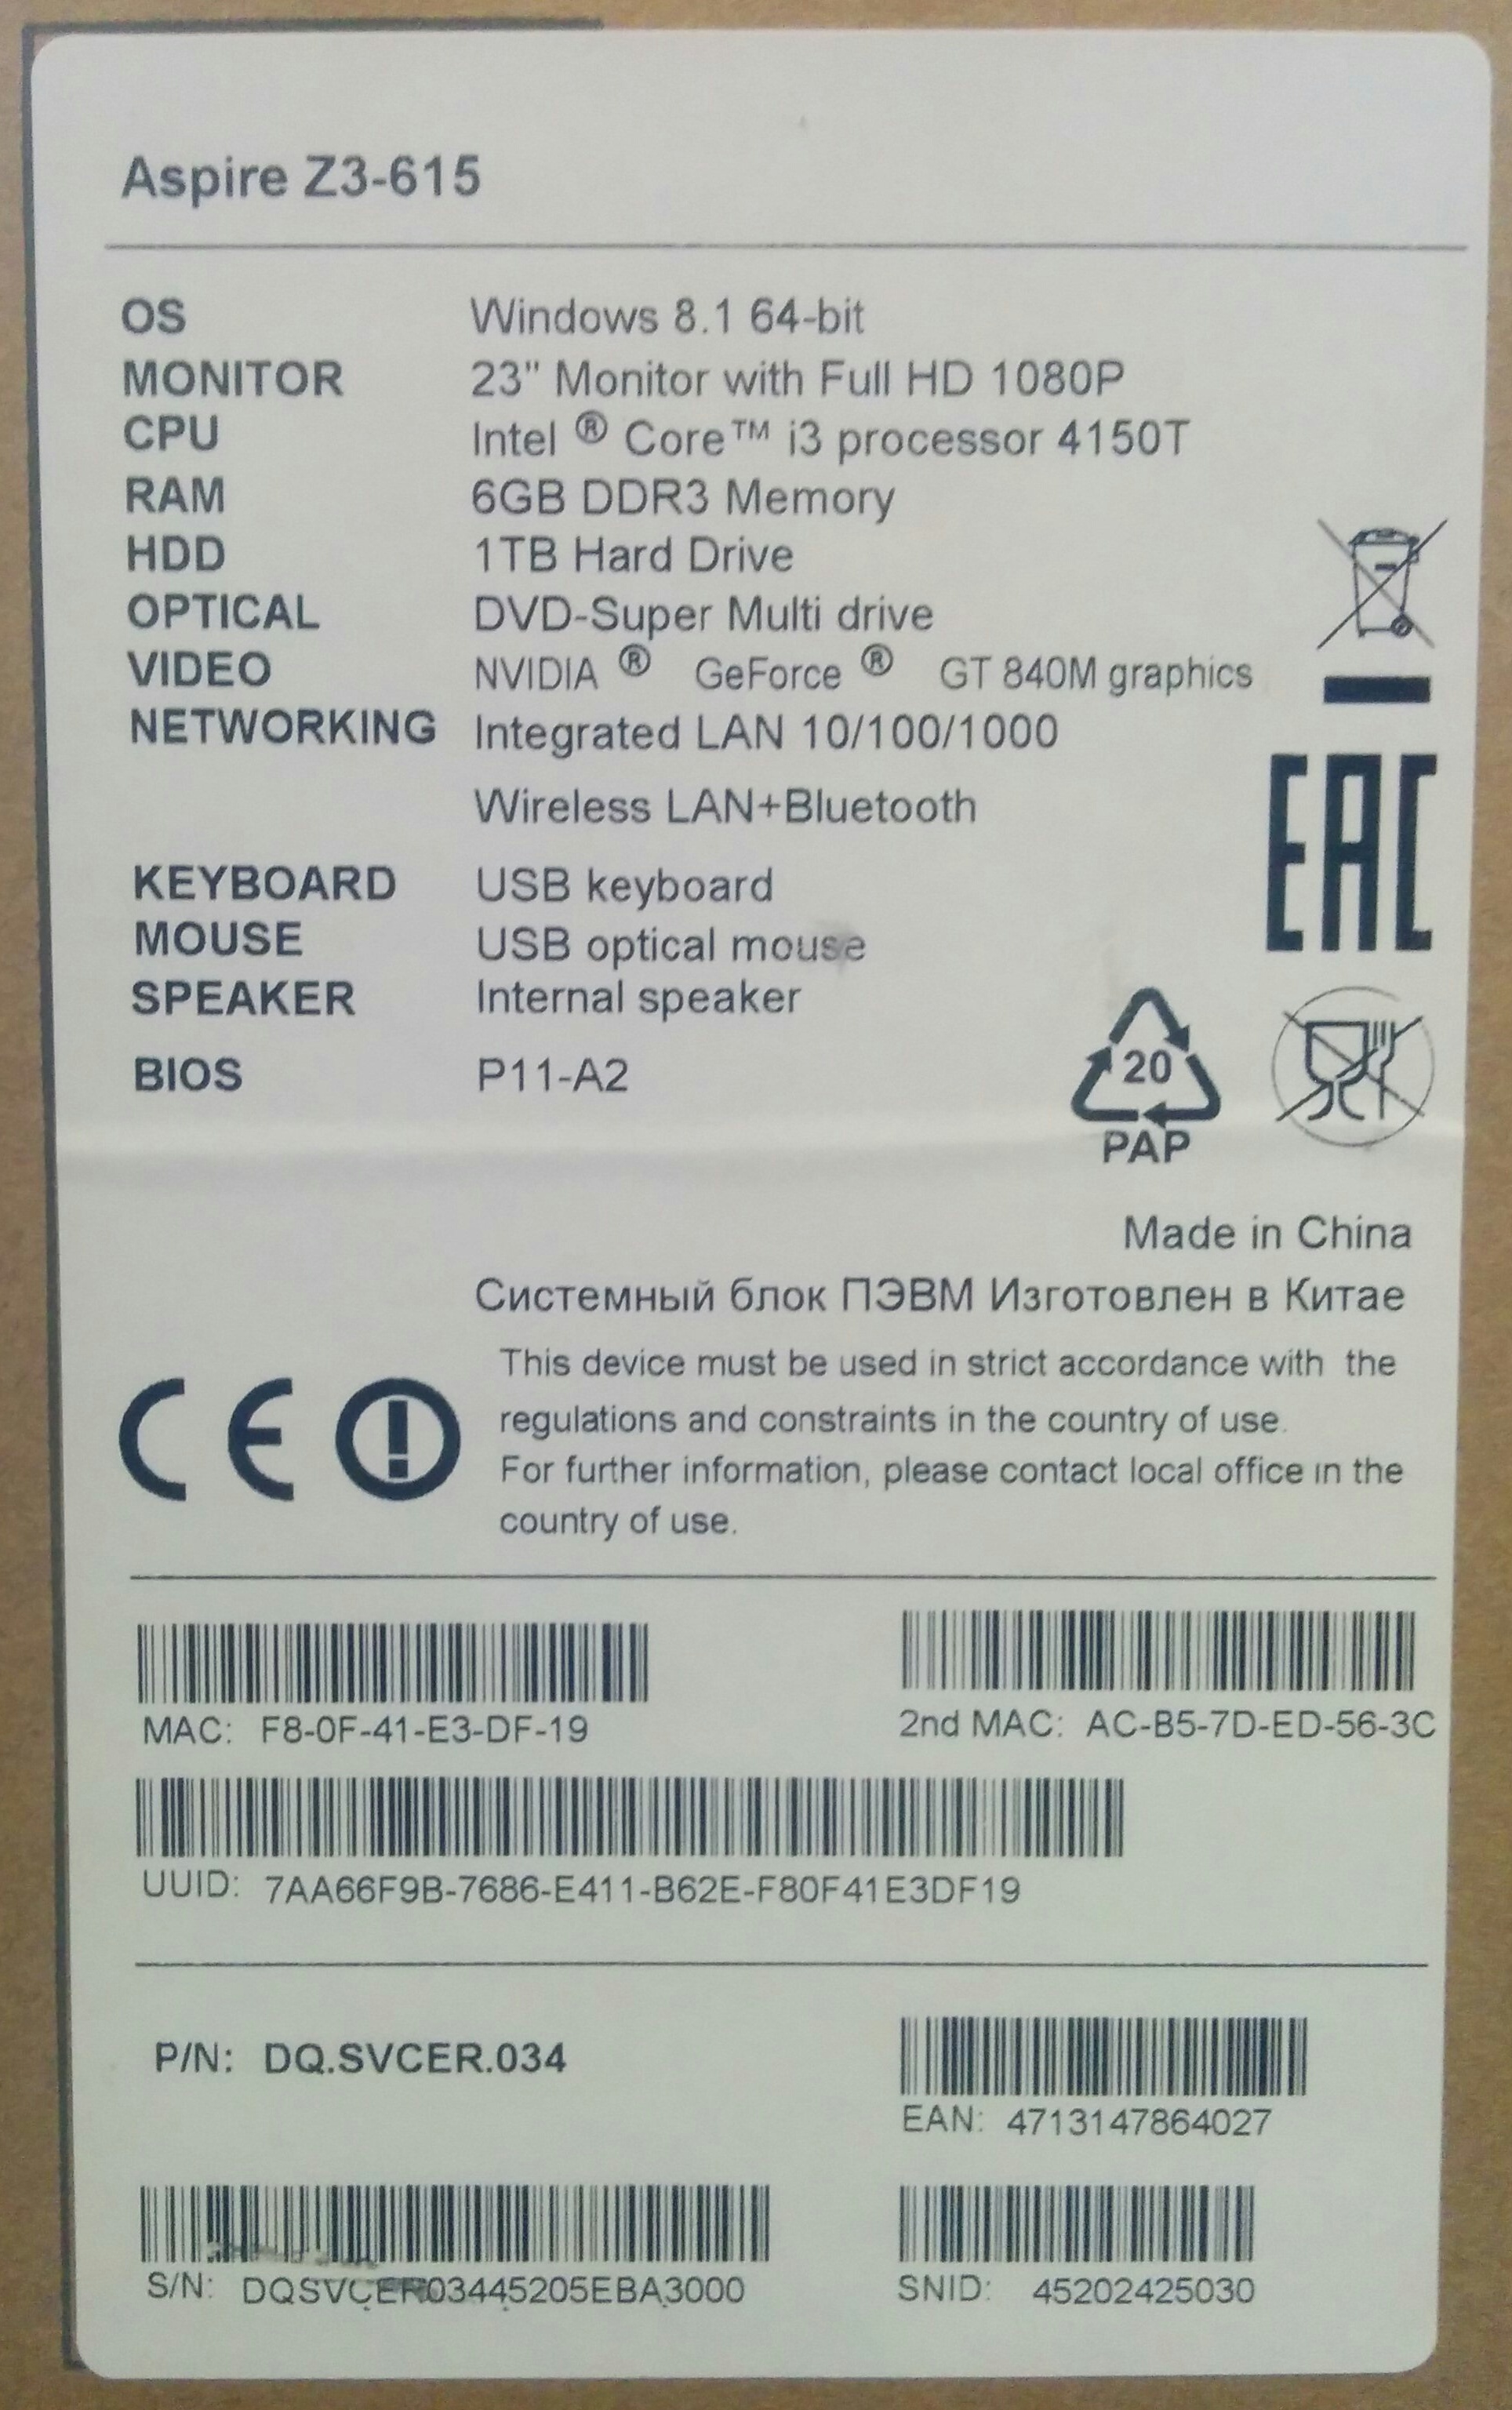 Aspire Z3-615
OS Windows 8.1 64-bit
MONITOR 23" Monitor with Full HD 1080P
CPU Intel ® Core™ i3 processor 4150T
RAM 6GB DDR3 Memory
HDD 1TB Hard Drive
OPTICAL DVD-Super Multi drive
VIDEO NVIDIA ® GeForce ® GT 840M graphics
NETWORKING Integrated LAN 10/100/1000
Wireless LAN+Bluetooth
EAC
KEYBOARD USB keyboard
MOUSE USB optical mouse
SPEAKER Internal speaker
BIOS P11-A2
20
PAP
Made in China
Системный блок ПЭВМ Изготовлен в Китае
CE
This device must be used in strict accordance with the
regulations and constraints in the country of use.
For further information, please contact local office in the
country of use.
MAC: F8-0F-41-E3-DF-19
2nd MAC: AC-B5-7D-ED-56-3C
UUID: 7AA66F9B-7686-E411-B62E-F80F41E3DF19
P/N: DQ.SVCER.034
EAN: 4713147864027
S/N: DQSVCER03445205EBA3000
SNID: 45202425030